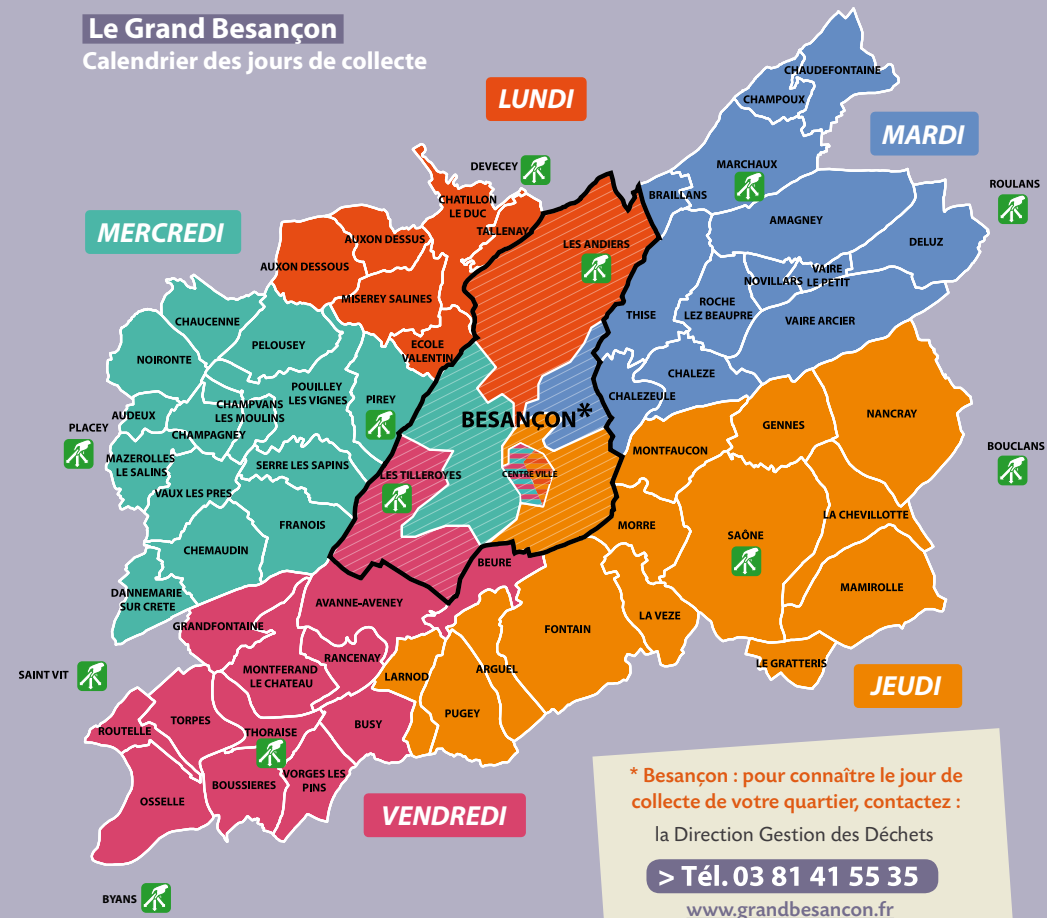 Le Grand Besançon
Calendrier des jours de collecte
LUNDI
CHAUDEFONTAINE
CHAMPOUX
MARDI
DEVECEY
MARCHAUX
ROULANS
BRAILLANS
CHATILLON
LE DUC
TALLENAY
AMAGNEY
MERCREDI
AUXON DESSUS
LES ANDIERS
DELUZ
AUXON DESSOUS
VAIRE
LE PETIT
NOVILLARS
MISEREY SALINES
ROCHE
LEZ BEAUPRE
THISE
VAIRE ARCIER
CHAUCENNE
ECOLE
VALENTIN
PELOUSEY
NOIRONTE
CHALEZE
POUILLEY
LES VIGNES
PIREY
CHALEZEULE
CHAMPVANS
LES MOULINS
AUDEUX
BESANÇON*
NANCRAY
GENNES
PLACEY
CHAMPAGNEY
MONTFAUCON
BOUCLANS
MAZEROLLES
LE SALINS
SERRE LES SAPINS
LES TILLEROYES
CENTRE VILLE
VAUX LES PRES
LA CHEVILLOTTE
FRANOIS
MORRE
SAÔNE
CHEMAUDIN
BEURE
MAMIROLLE
DANNEMARIE
SUR CRETE
AVANNE-AVENEY
LA VEZE
GRANDFONTAINE
FONTAIN
RANCENAY
LE GRATTERIS
MONTFERAND
LE CHATEAU
ARGUEL
SAINT VIT
LARNOD
JEUDI
PUGEY
TORPES
BUSY
ROUTELLE
THORAISE
VORGES LES
PINS
BOUSSIERES
OSSELLE
VENDREDI
BYANS
* Besançon : pour connaître le jour de
collecte de votre quartier, contactez :
la Direction Gestion des Déchets
> Tél. 03 81 41 55 35
www.grandbesancon.fr